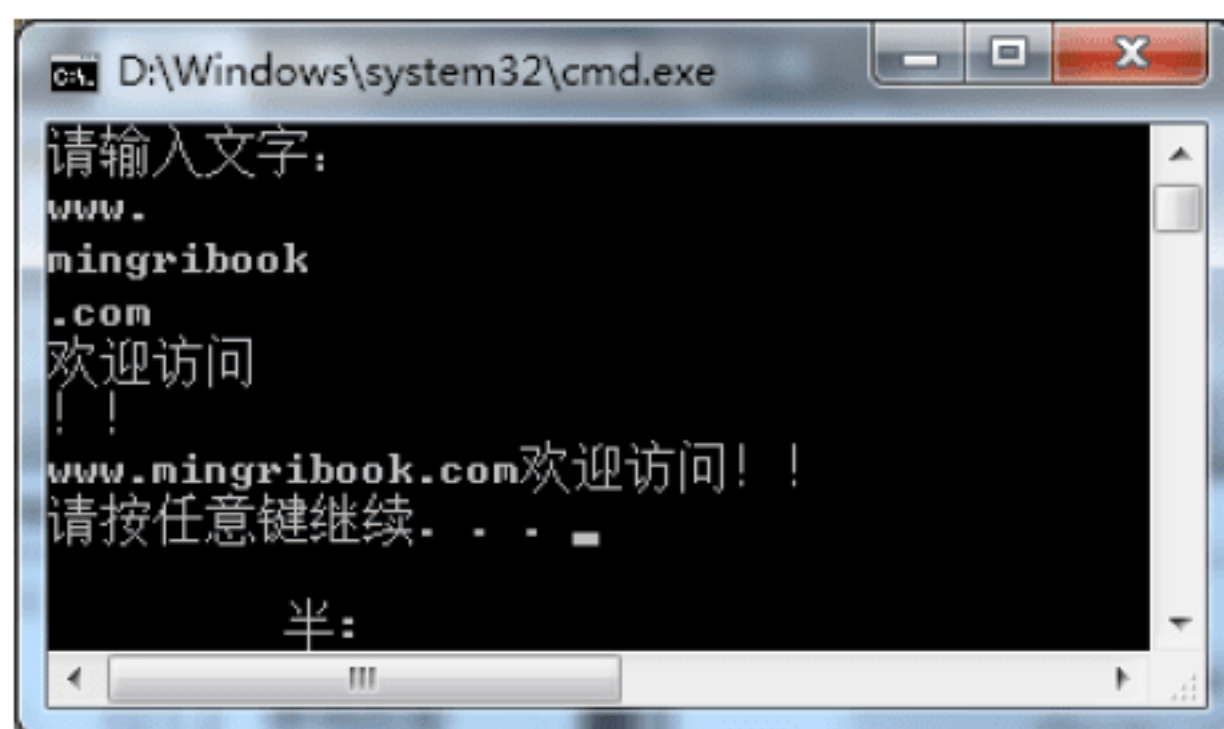 D:\Windows\system32\cmd.exe
请输入文字：
www.
mingribook
.com
欢迎访问
！！
www.mingribook.com欢迎访问！！
请按任意键继续. . .
半：